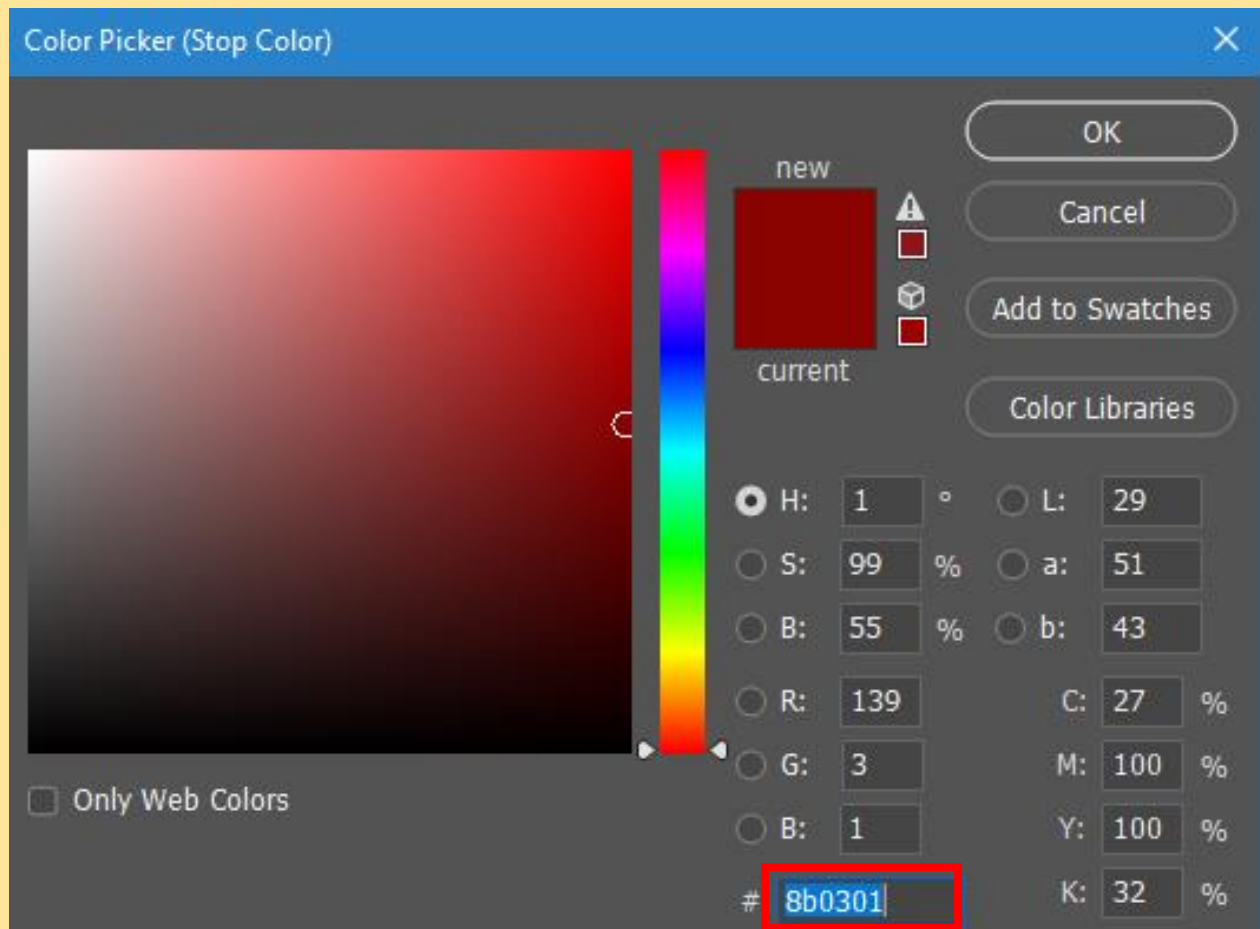 Color Picker (Stop Color)
OK
new
Cancel
Add to Swatches
current
Color Libraries
H: 1 °
L: 29
S: 99 %
a: 51
B: 55 %
b: 43
R: 139
C: 27 %
G: 3
M: 100 %
Only Web Colors
B: 1
Y: 100 %
# 8b0301
K: 32 %